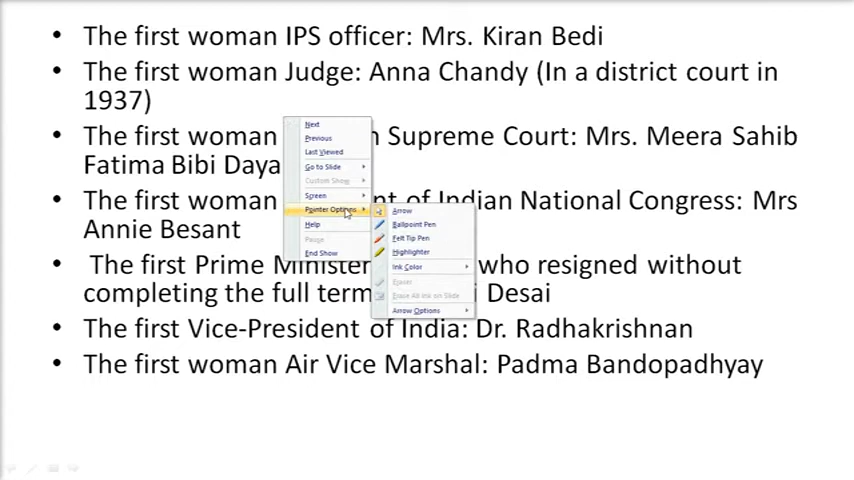 • The first woman IPS officer: Mrs. Kiran Bedi
• The first woman Judge: Anna Chandy (In a district court in
1937)
• The first woman Supreme Court: Mrs. Meera Sahib
Fatima Bibi Daya
• The first woman of Indian National Congress: Mrs
Annie Besant
• The first Prime Minister who resigned without
completing the full term Desai
• The first Vice-President of India: Dr. Radhakrishnan
• The first woman Air Vice Marshal: Padma Bandopadhyay
Next
Previous
Last Viewed
Go to Slide
Custom Show
Screen
Pointer Options
Help
Pause
End Show
Arrow
Ballpoint Pen
Felt Tip Pen
Highlighter
Ink Color
Eraser
Erase All Ink on Slide
Arrow Options